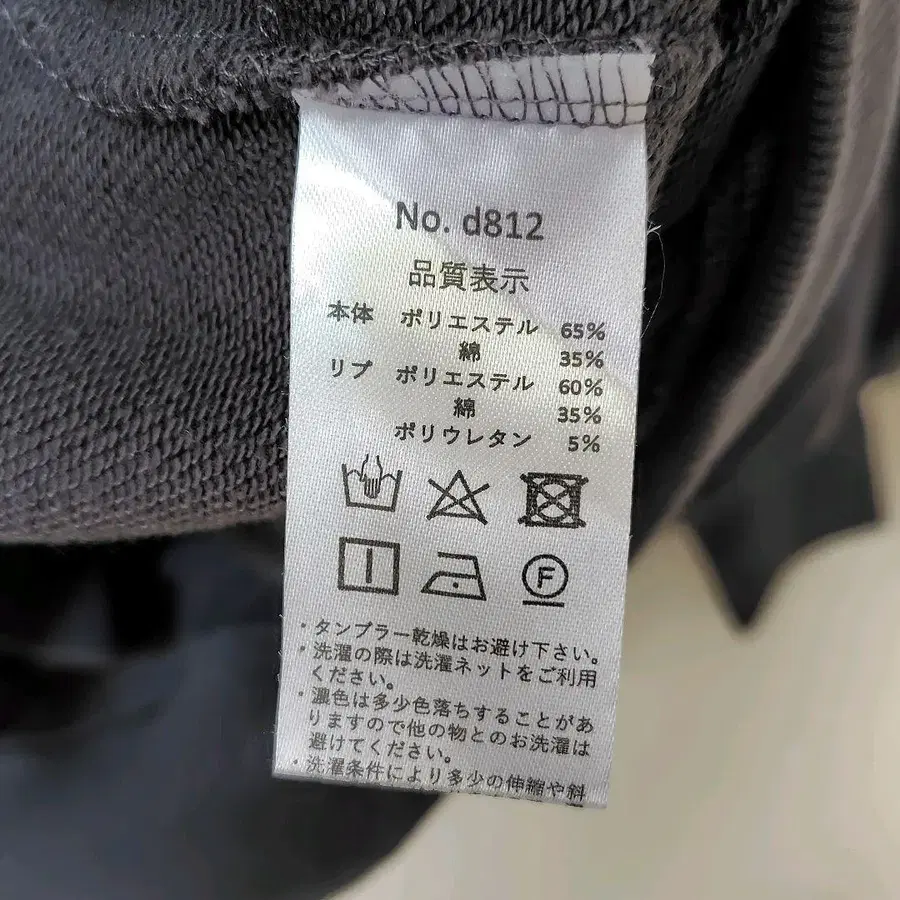 No. d812
品質表示
本体 ポリエステル 65%
綿 35%
リプ ポリエステル 60%
綿 35%
ポリウレタン 5%
F
・タンブラー乾燥はお避け下さい。
・洗濯の際は洗濯ネットをご利用
ください。
・濃色は多少色落ちすることがあ
りますので他の物とのお洗濯は
避けてください。
・洗濯条件により多少の伸縮や斜